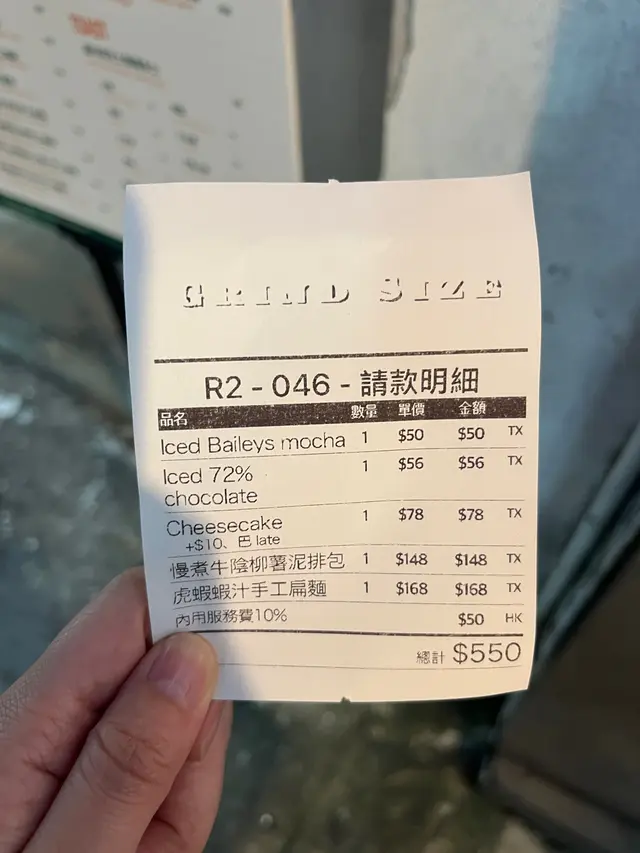 TOAST
GRIND SIZE
R2 - 046 - 請款明細
品名 數量 單價 金額
Iced Baileys mocha 1 $50 $50 TX
Iced 72% chocolate 1 $56 $56 TX
Cheesecake 1 $78 $78 TX
+$10、巴 late
慢煮牛陰柳薯泥排包 1 $148 $148 TX
虎蝦蝦汁手工扁麵 1 $168 $168 TX
內用服務費10% $50 HK
總計 $550